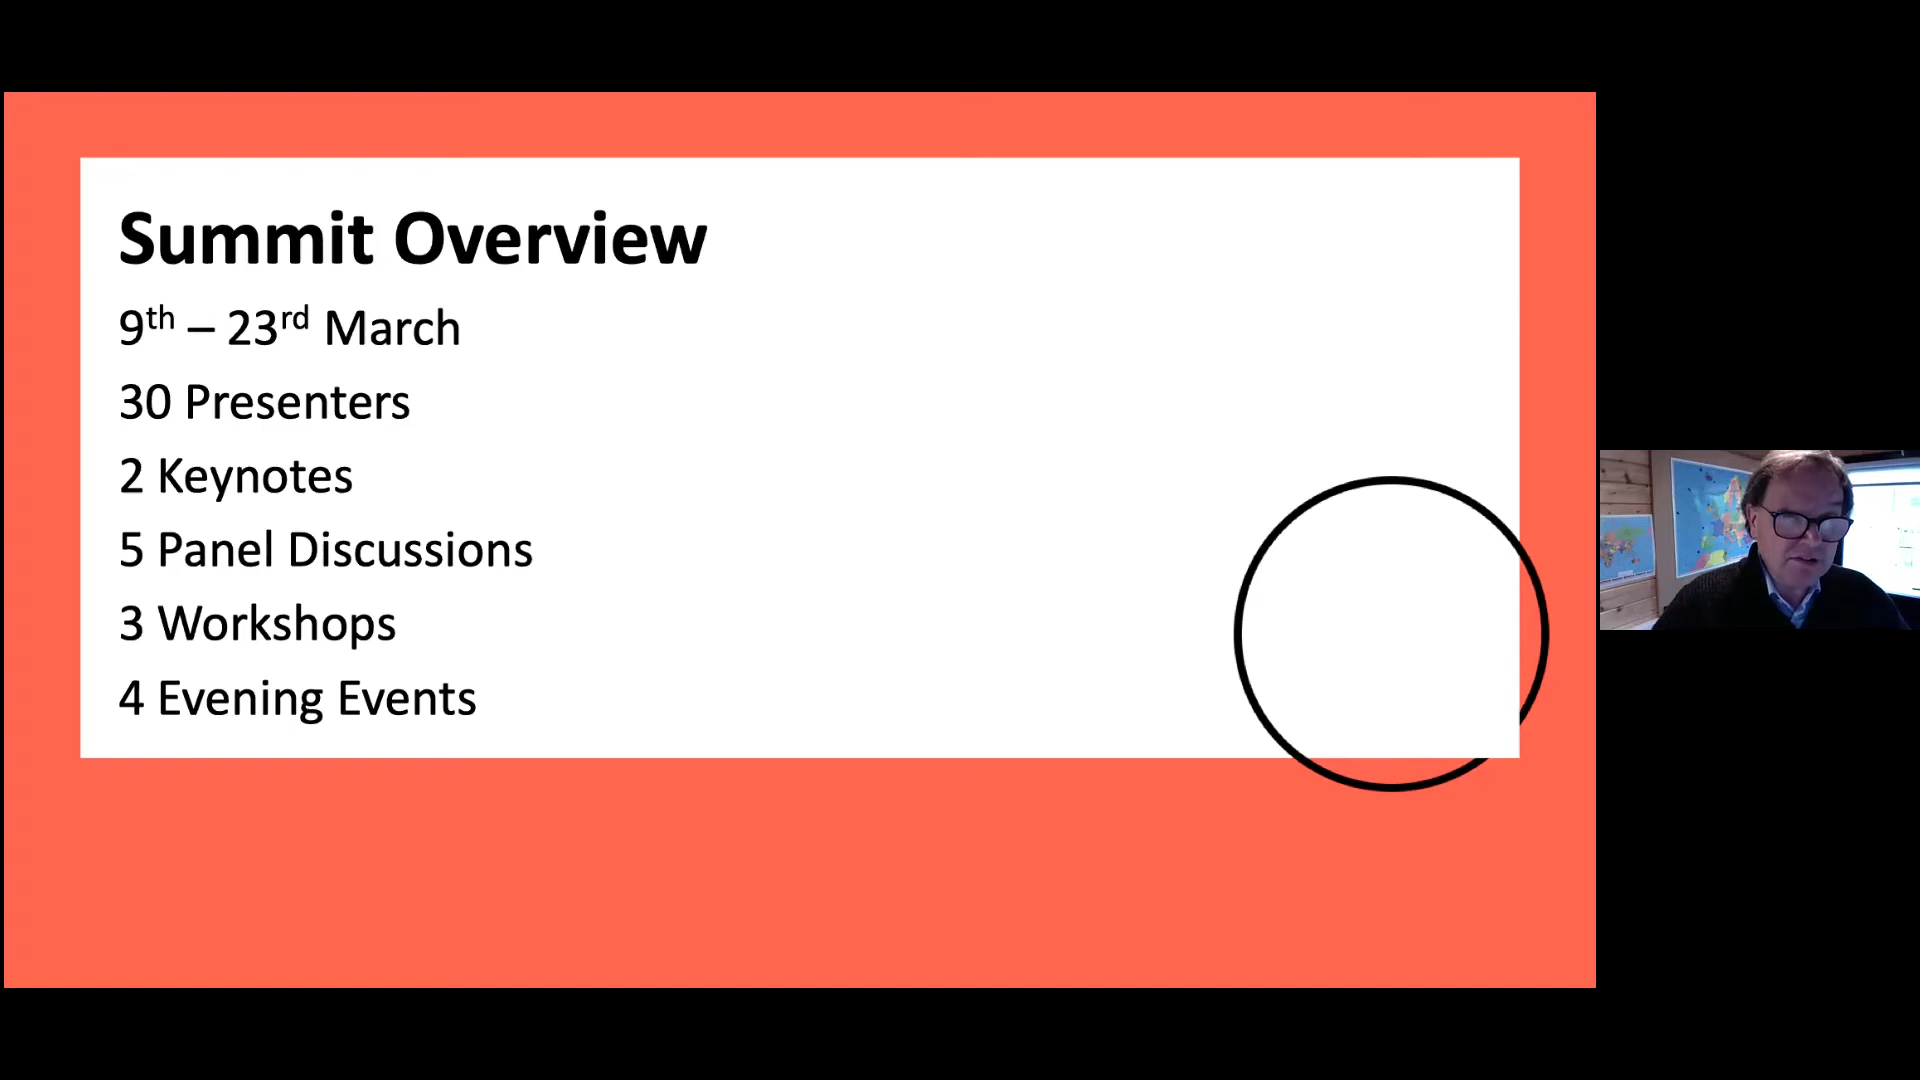 Summit Overview
9th – 23rd March
30 Presenters
2 Keynotes
5 Panel Discussions
3 Workshops
4 Evening Events